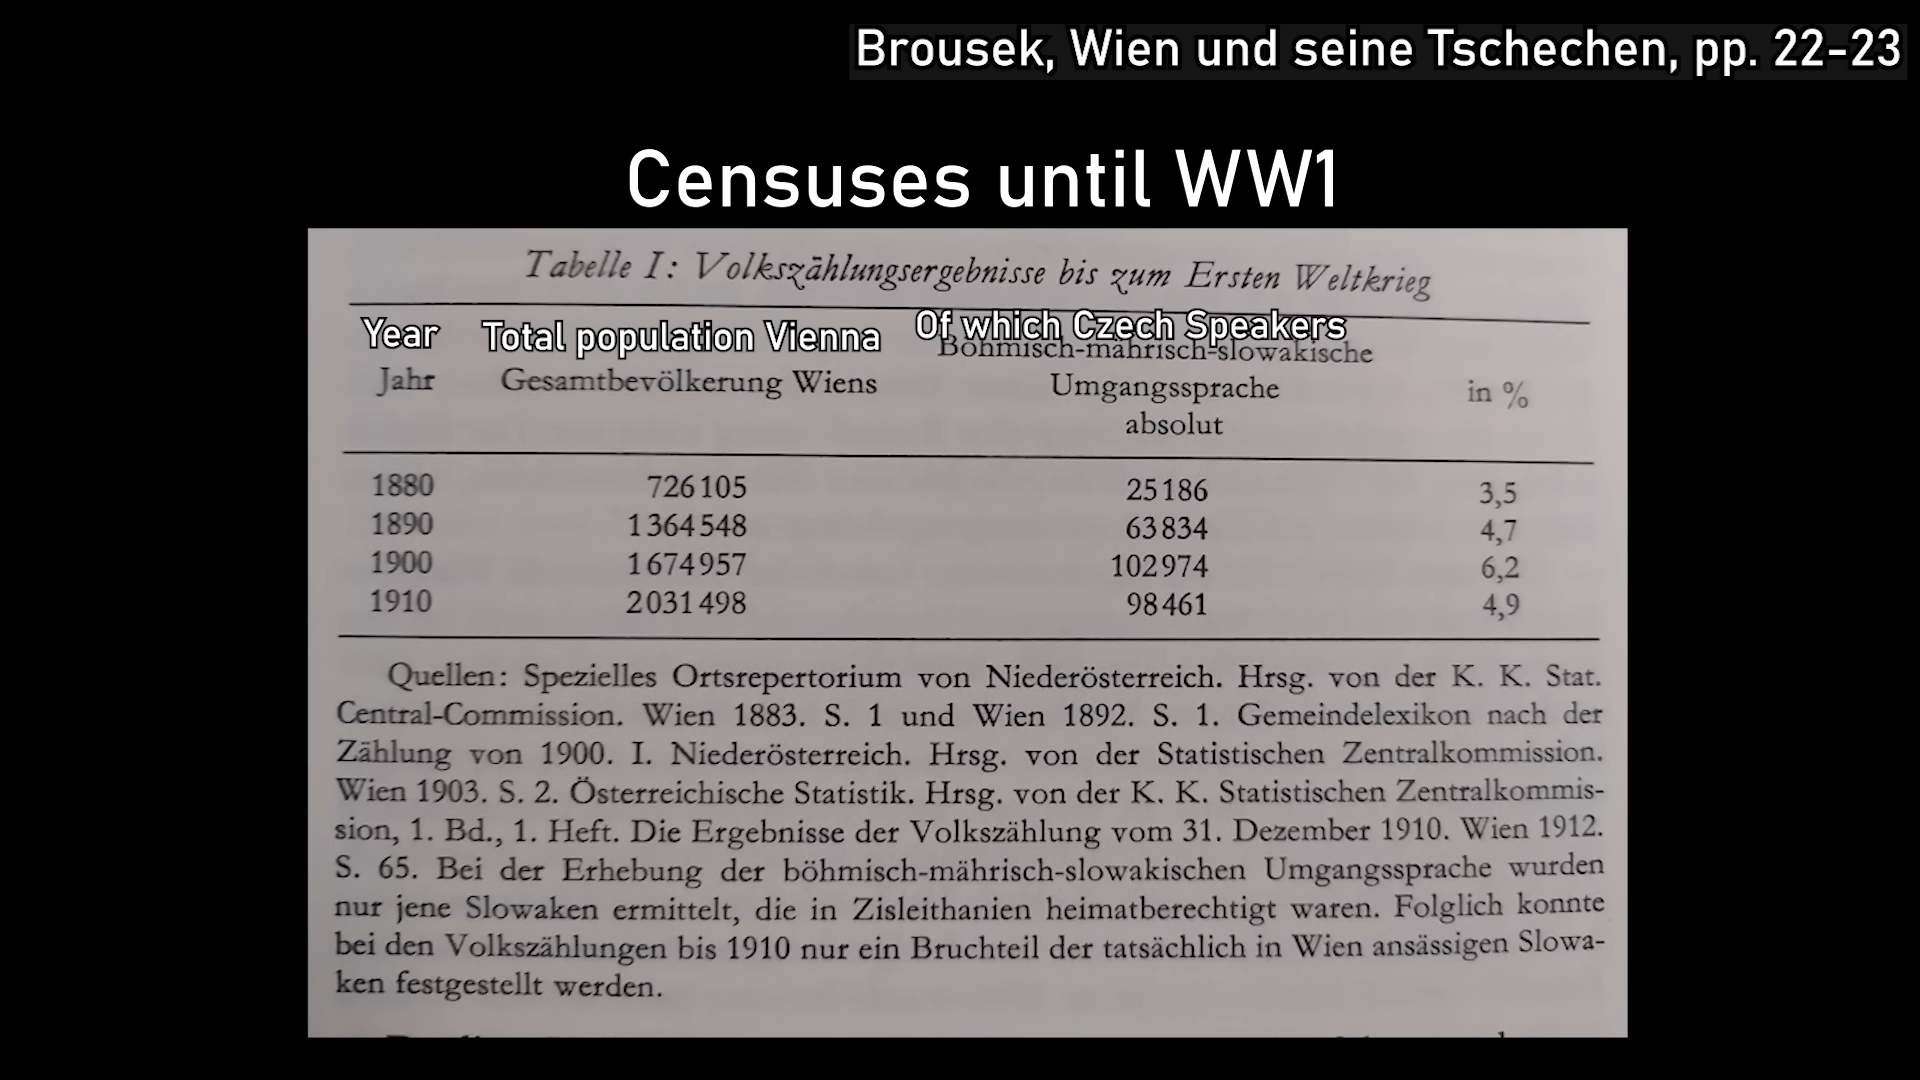 Brousek, Wien und seine Tschechen, pp. 22-23
Censuses until WW1
Tabelle I: Volkszählungsergebnisse bis zum Ersten Weltkrieg
Year Total population Vienna Of which Czech Speakers
Böhmisch-mährisch-slowakische
Jahr Gesamtbevölkerung Wiens Umgangssprache in %
absolut
1880 726105 25186 3,5
1890 1364548 63834 4,7
1900 1674957 102974 6,2
1910 2031498 98461 4,9
Quellen: Spezielles Ortsrepertorium von Niederösterreich. Hrsg. von der K. K. Stat.
Central-Commission. Wien 1883. S. 1 und Wien 1892. S. 1. Gemeindelexikon nach der
Zählung von 1900. I. Niederösterreich. Hrsg. von der Statistischen Zentralkommission.
Wien 1903. S. 2. Österreichische Statistik. Hrsg. von der K. K. Statistischen Zentralkommis-
sion, 1. Bd., 1. Heft. Die Ergebnisse der Volkszählung vom 31. Dezember 1910. Wien 1912.
S. 65. Bei der Erhebung der böhmisch-mährisch-slowakischen Umgangssprache wurden
nur jene Slowaken ermittelt, die in Zisleithanien heimatberechtigt waren. Folglich konnte
bei den Volkszählungen bis 1910 nur ein Bruchteil der tatsächlich in Wien ansässigen Slowa-
ken festgestellt werden.